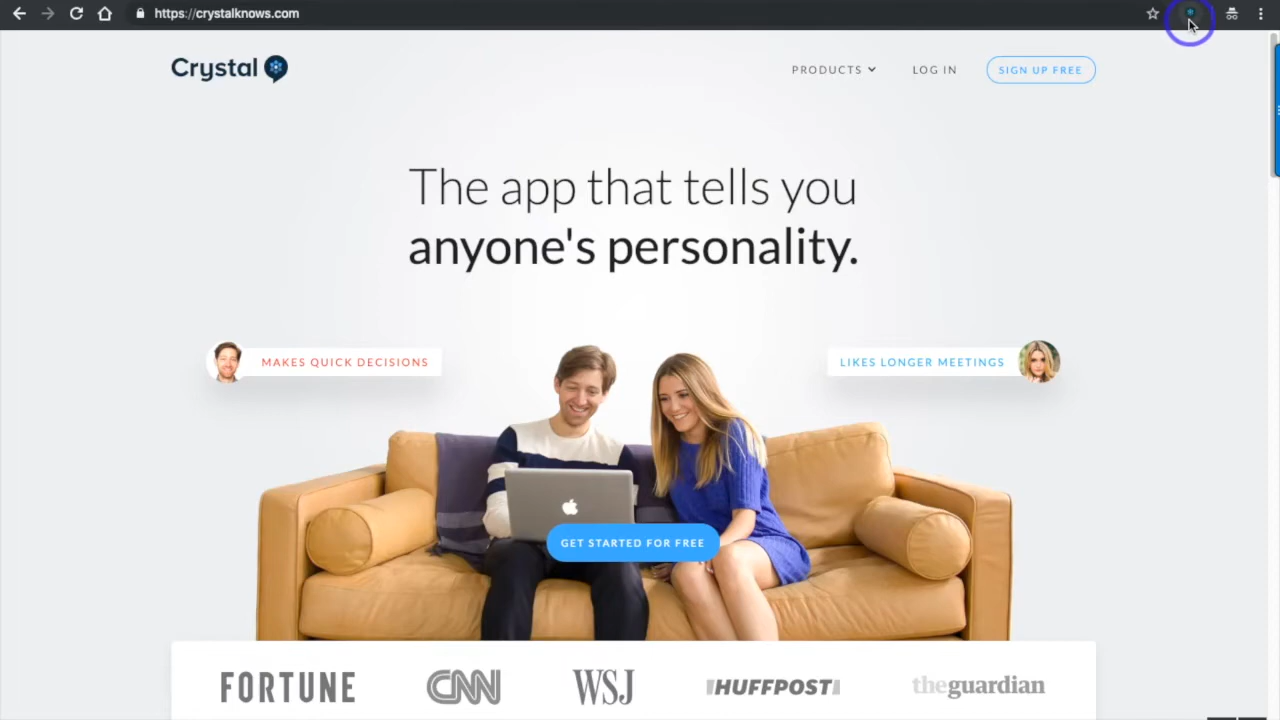 https://crystalknows.com
Crystal
PRODUCTS
LOG IN
SIGN UP FREE
The app that tells you
anyone's personality.
MAKES QUICK DECISIONS
LIKES LONGER MEETINGS
GET STARTED FOR FREE
FORTUNE
CNN
WSJ
HUFFPOST
theguardian